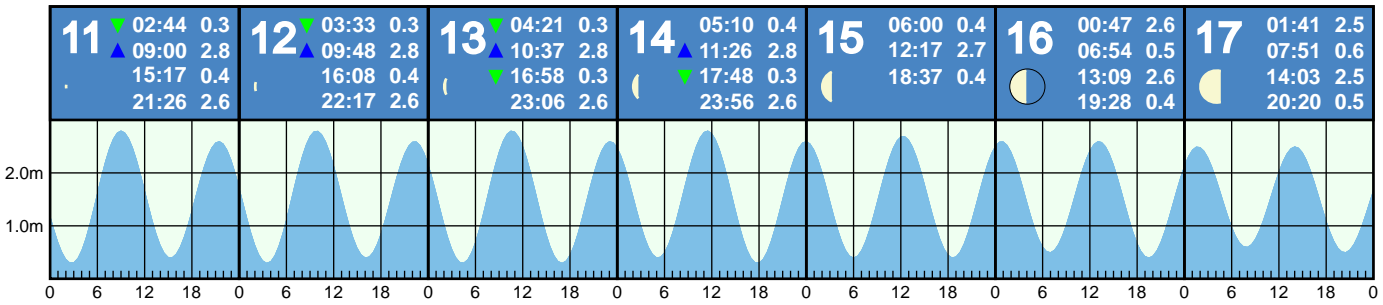 11 ▼ 02:44 0.3
▲ 09:00 2.8
15:17 0.4
21:26 2.6
12 ▼ 03:33 0.3
▲ 09:48 2.8
16:08 0.4
22:17 2.6
13 ▼ 04:21 0.3
▲ 10:37 2.8
▼ 16:58 0.3
23:06 2.6
14 05:10 0.4
▲ 11:26 2.8
▼ 17:48 0.3
23:56 2.6
15 06:00 0.4
12:17 2.7
18:37 0.4
16 00:47 2.6
06:54 0.5
13:09 2.6
19:28 0.4
17 01:41 2.5
07:51 0.6
14:03 2.5
20:20 0.5
2.0m
1.0m
0 6 12 18 0 6 12 18 0 6 12 18 0 6 12 18 0 6 12 18 0 6 12 18 0 6 12 18 0